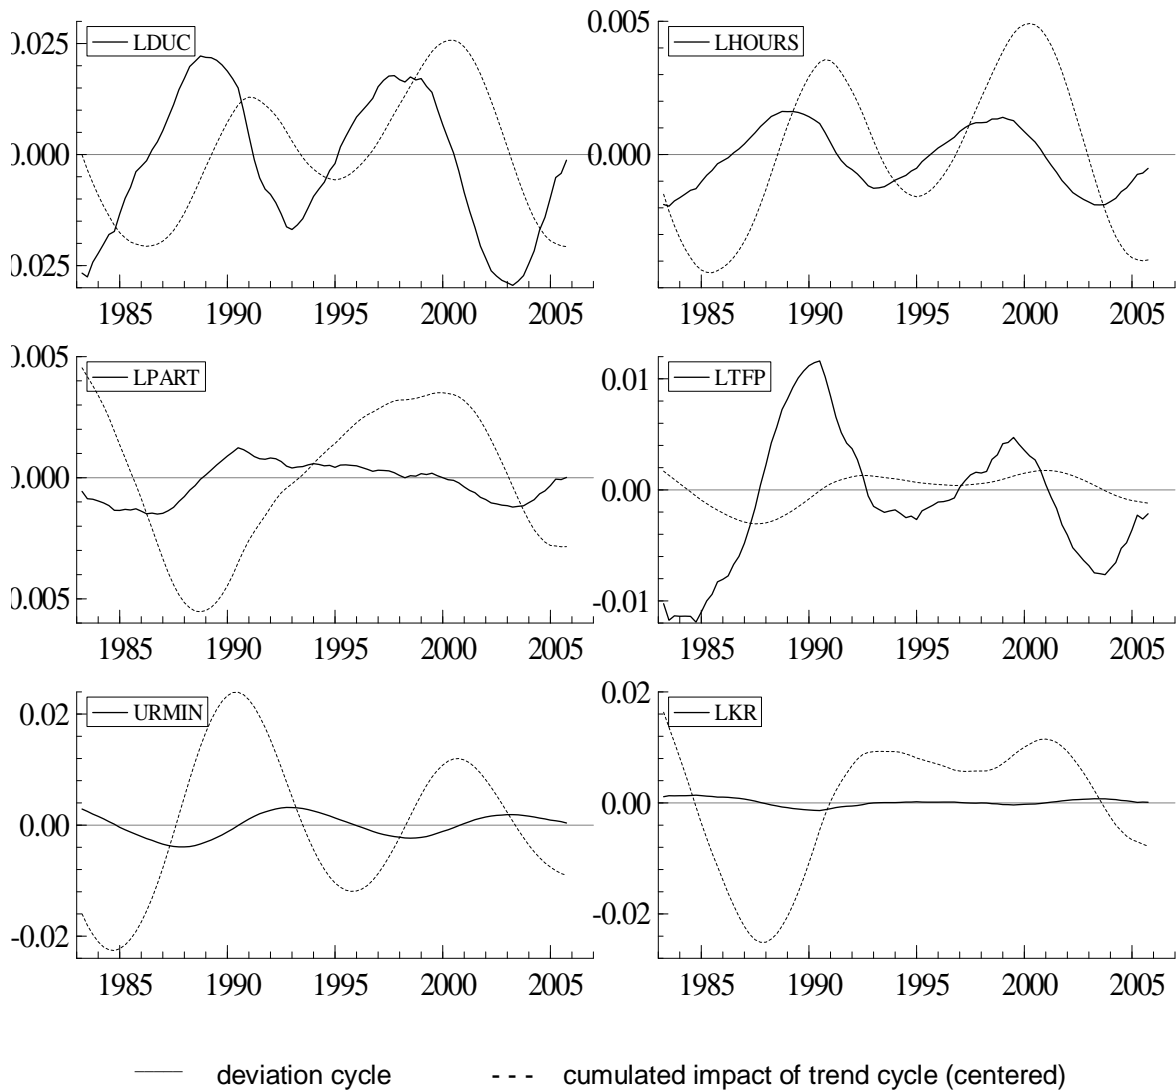 0.025
0.000
0.025
LDUC
1985 1990 1995 2000 2005
0.005
0.000
LHOURS
1985 1990 1995 2000 2005
0.005
0.000
0.005
LPART
1985 1990 1995 2000 2005
0.01
0.00
-0.01
LTFP
1985 1990 1995 2000 2005
0.02
0.00
-0.02
URMIN
1985 1990 1995 2000 2005
0.02
0.00
-0.02
LKR
1985 1990 1995 2000 2005
deviation cycle
cumulated impact of trend cycle (centered)